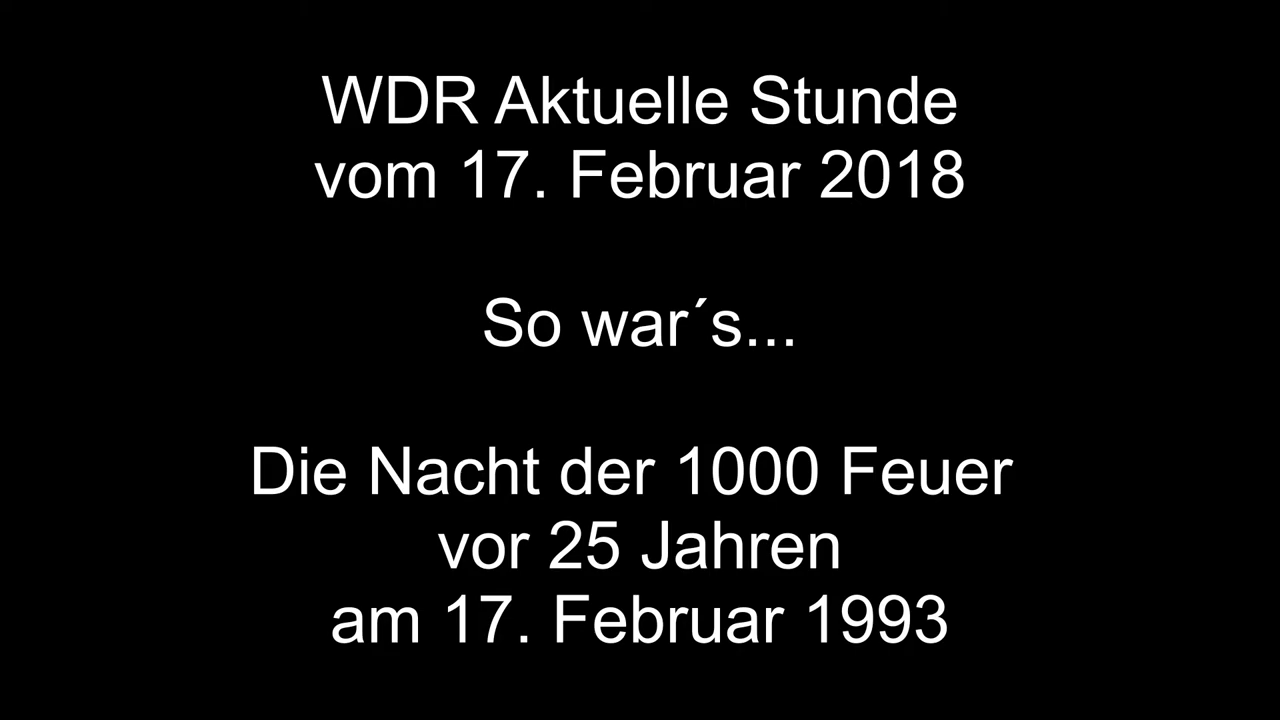 WDR Aktuelle Stunde
vom 17. Februar 2018
So war´s...
Die Nacht der 1000 Feuer
vor 25 Jahren
am 17. Februar 1993